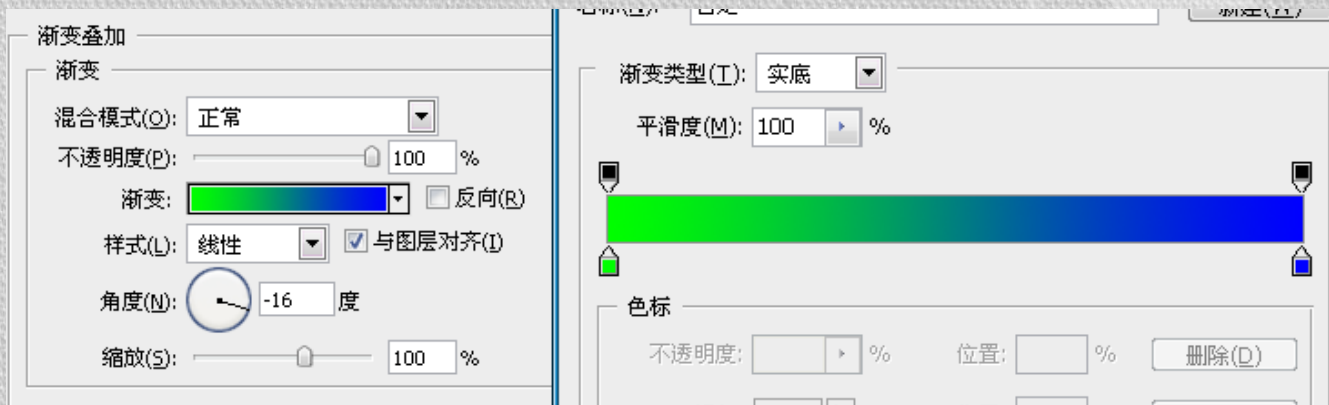 渐变叠加
渐变
混合模式(O): 正常
不透明度(P): 100 %
渐变: 反向(R)
样式(L): 线性 与图层对齐(I)
角度(N): -16 度
缩放(S): 100 %
渐变类型(T): 实底
平滑度(M): 100 %
色标
不透明度: % 位置: % 删除(D)